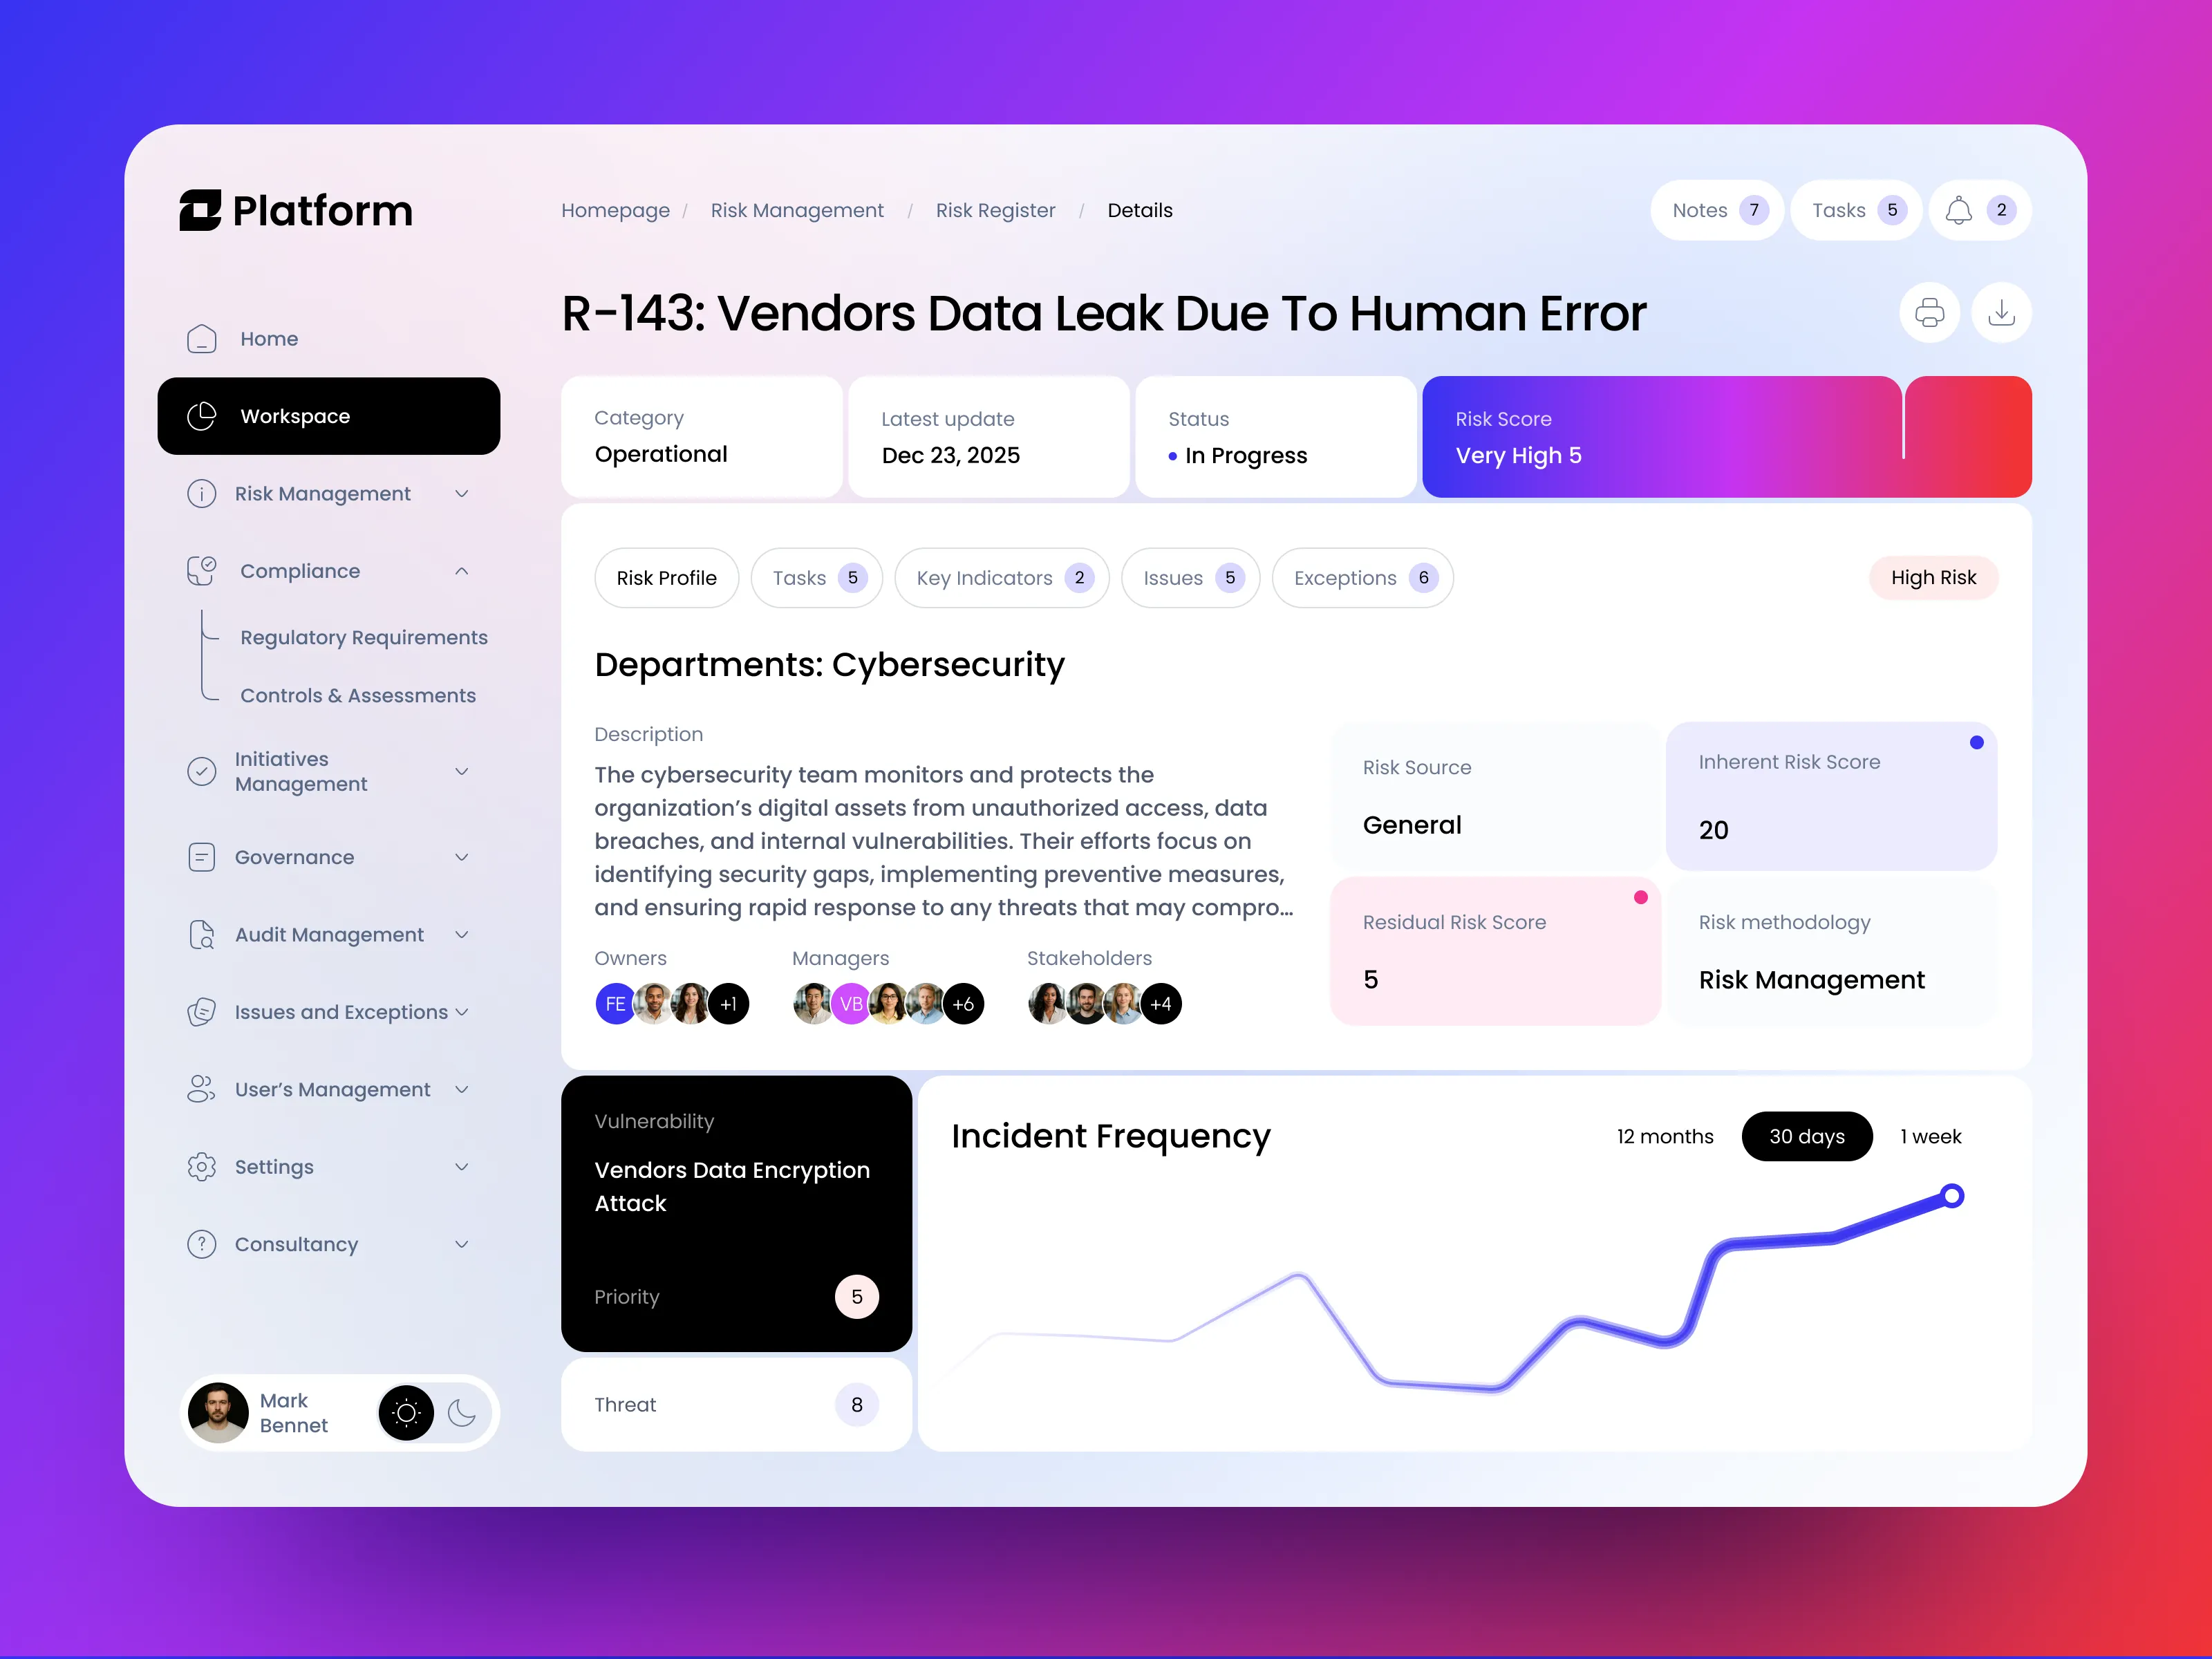 Platform
Homepage / Risk Management / Risk Register / Details
Notes 7
Tasks 5
2
R-143: Vendors Data Leak Due To Human Error
Home
Workspace
Risk Management
Compliance
Regulatory Requirements
Controls & Assessments
Initiatives
Management
Governance
Audit Management
Issues and Exceptions
User’s Management
Settings
Consultancy
Mark
Bennet
Category
Operational
Latest update
Dec 23, 2025
Status
In Progress
Risk Score
Very High 5
Risk Profile
Tasks 5
Key Indicators 2
Issues 5
Exceptions 6
High Risk
Departments: Cybersecurity
Description
The cybersecurity team monitors and protects the
organization’s digital assets from unauthorized access, data
breaches, and internal vulnerabilities. Their efforts focus on
identifying security gaps, implementing preventive measures,
and ensuring rapid response to any threats that may compro...
Owners
FE
+1
Managers
VB
+6
Stakeholders
+4
Risk Source
General
Inherent Risk Score
20
Residual Risk Score
5
Risk methodology
Risk Management
Vulnerability
Vendors Data Encryption
Attack
Priority 5
Threat 8
Incident Frequency
12 months
30 days
1 week